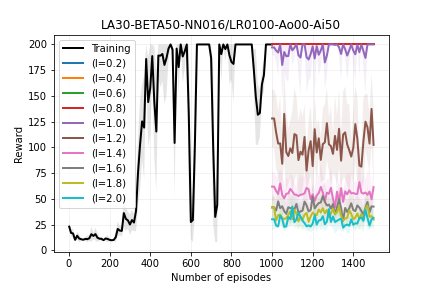 LA30-BETA50-NN016/LR0100-Ao00-Ai50
Reward
200
175
150
125
100
75
50
25
0
Training
(l=0.2)
(l=0.4)
(l=0.6)
(l=0.8)
(l=1.0)
(l=1.2)
(l=1.4)
(l=1.6)
(l=1.8)
(l=2.0)
0 200 400 600 800 1000 1200 1400
Number of episodes